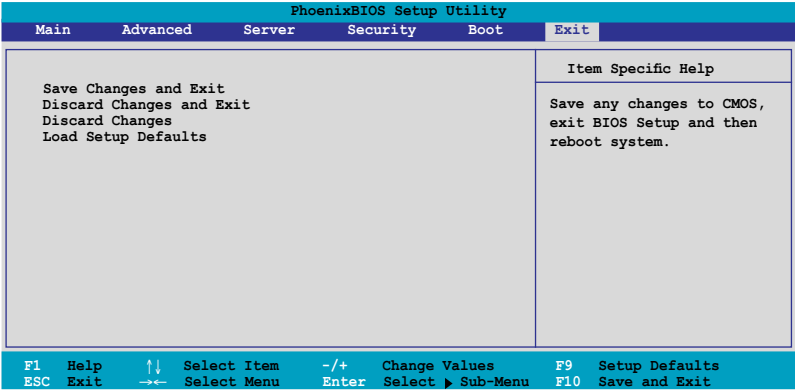 PhoenixBIOS Setup Utility
Main Advanced Server Security Boot Exit
Save Changes and Exit
Discard Changes and Exit
Discard Changes
Load Setup Defaults
Item Specific Help
Save any changes to CMOS,
exit BIOS Setup and then
reboot system.
F1 Help ↑↓ Select Item -/+ Change Values F9 Setup Defaults
ESC Exit →← Select Menu Enter Select ▶ Sub-Menu F10 Save and Exit